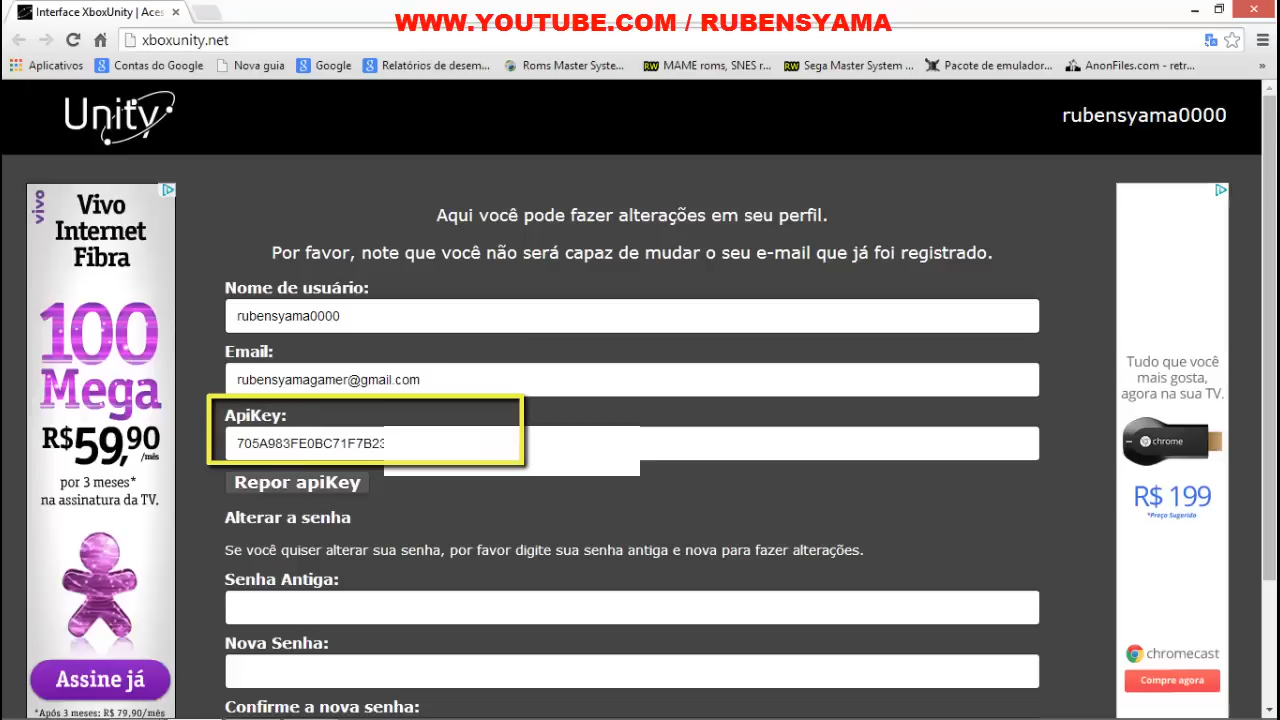 Interface XboxUnity | Aces
WWW.YOUTUBE.COM / RUBENSYAMA
xboxunity.net
Aplicativos
Contas do Google
Nova guia
Google
Relatórios de desem...
Roms Master Syste...
MAME roms, SNES r...
Sega Master System ...
Pacote de emulador...
AnonFiles.com - retr...
»
Unity
rubensyama0000
vivo
Vivo
Internet
Fibra
100
Mega
R$59,90
/mês
por 3 meses*
na assinatura da TV.
Assine já
*Após 3 meses: R$ 79,90/mês
Aqui você pode fazer alterações em seu perfil.
Por favor, note que você não será capaz de mudar o seu e-mail que já foi registrado.
Nome de usuário:
rubensyama0000
Email:
rubensyamagamer@gmail.com
ApiKey:
705A983FE0BC71F7B23
Repor apiKey
Alterar a senha
Se você quiser alterar sua senha, por favor digite sua senha antiga e nova para fazer alterações.
Senha Antiga:
Nova Senha:
Confirme a nova senha:
Tudo que você
mais gosta,
agora na sua TV.
chrome
R$ 199
*Preço Sugerido
chromecast
Compre agora